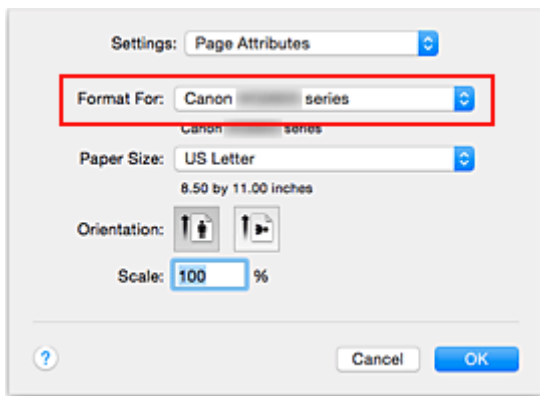 Settings: Page Attributes
Format For: Canon series
Canon series
Paper Size: US Letter
8.50 by 11.00 inches
Orientation:
Scale: 100 %
? Cancel OK